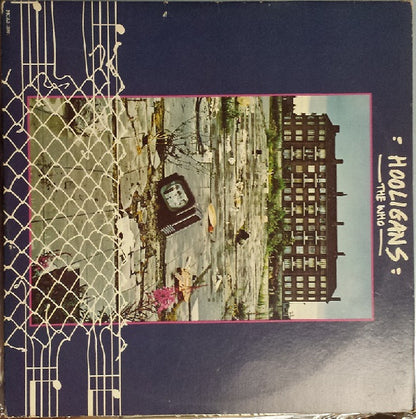 : HOOLIGANS :
— THE WHO —